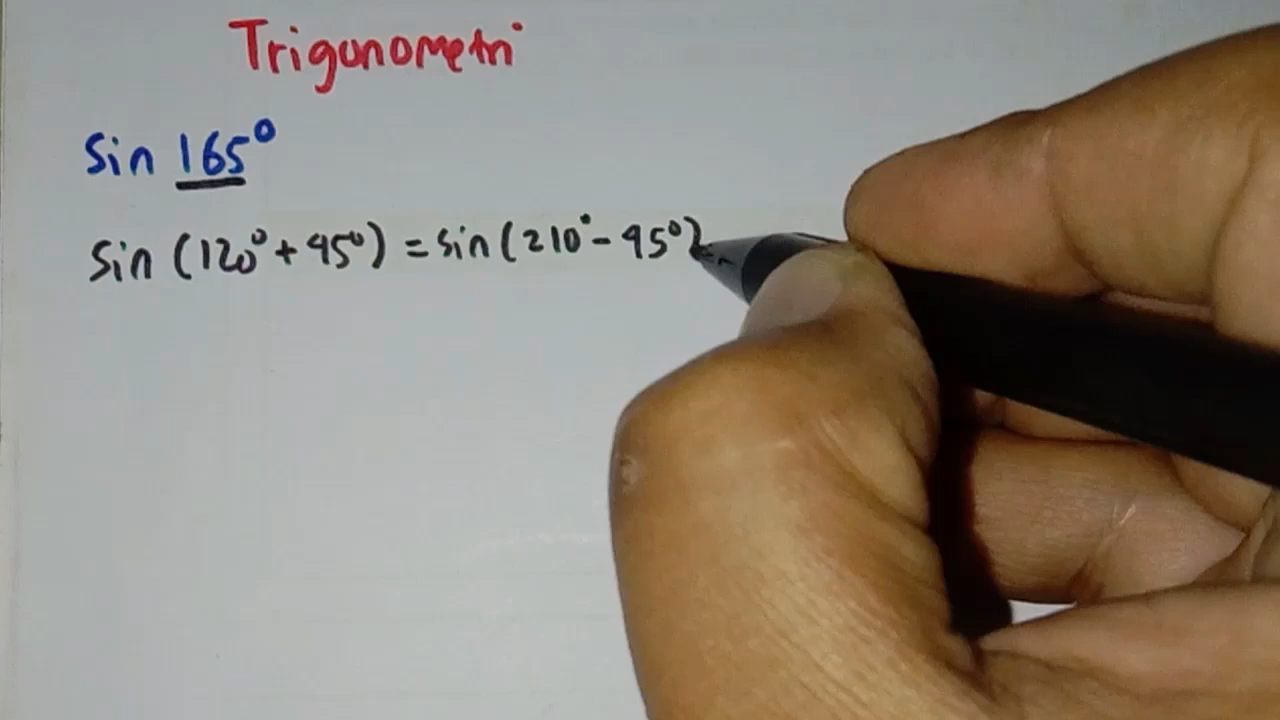 Trigonometri
Sin 165°
Sin (120° + 45°) = Sin (210° - 45°) =